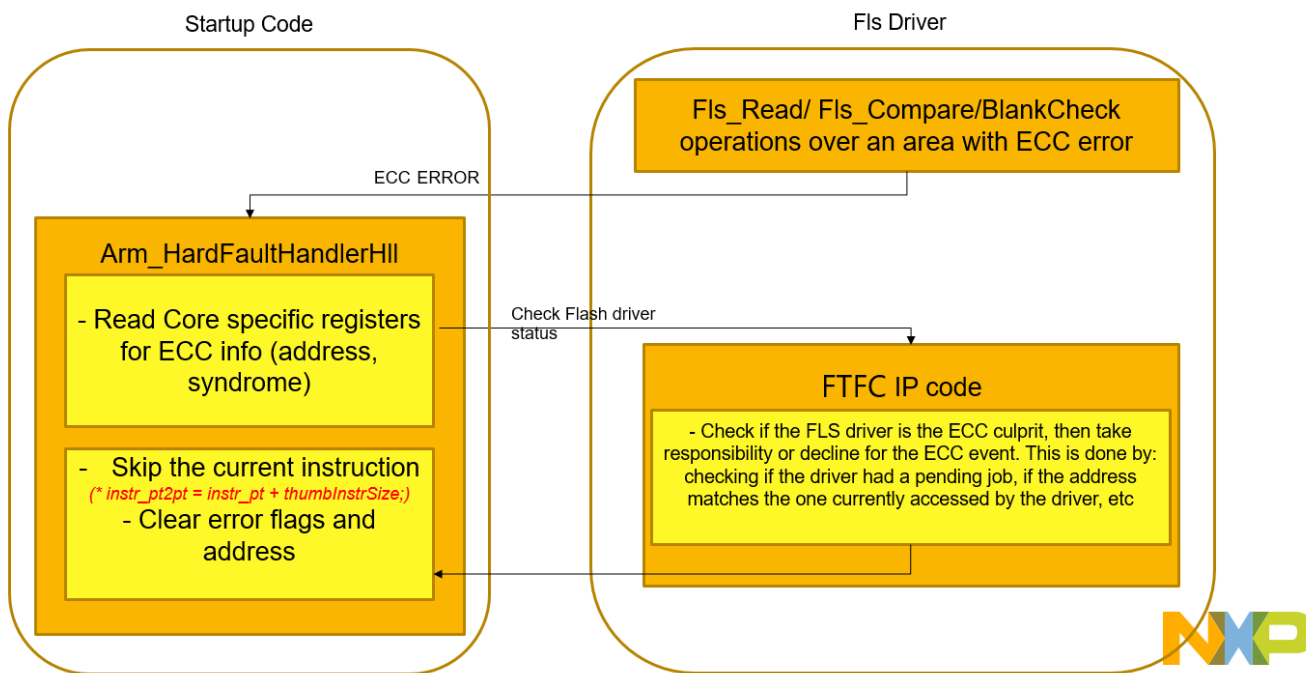 Startup Code
Fls Driver
Fls_Read/ Fls_Compare/BlankCheck
operations over an area with ECC error
ECC ERROR
Arm_HardFaultHandlerHll
- Read Core specific registers
for ECC info (address,
syndrome)
Check Flash driver
status
FTFC IP code
- Check if the FLS driver is the ECC culprit, then take
responsibility or decline for the ECC event. This is done by:
checking if the driver had a pending job, if the address
matches the one currently accessed by the driver, etc
- Skip the current instruction
(* instr_pt2pt = instr_pt + thumbInstrSize;)
- Clear error flags and
address
NXP